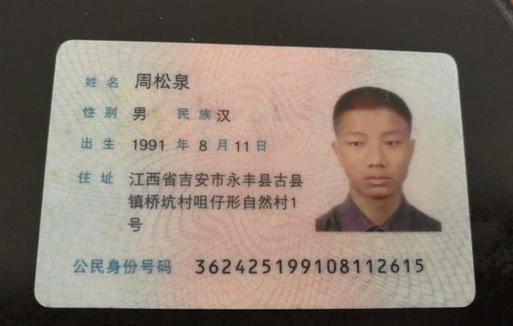 姓名 周松泉
性别 男 民族 汉
出生 1991 年 8 月 11 日
住址 江西省吉安市永丰县古县
镇桥坑村咀仔形自然村1
号
公民身份号码 362425199108112615